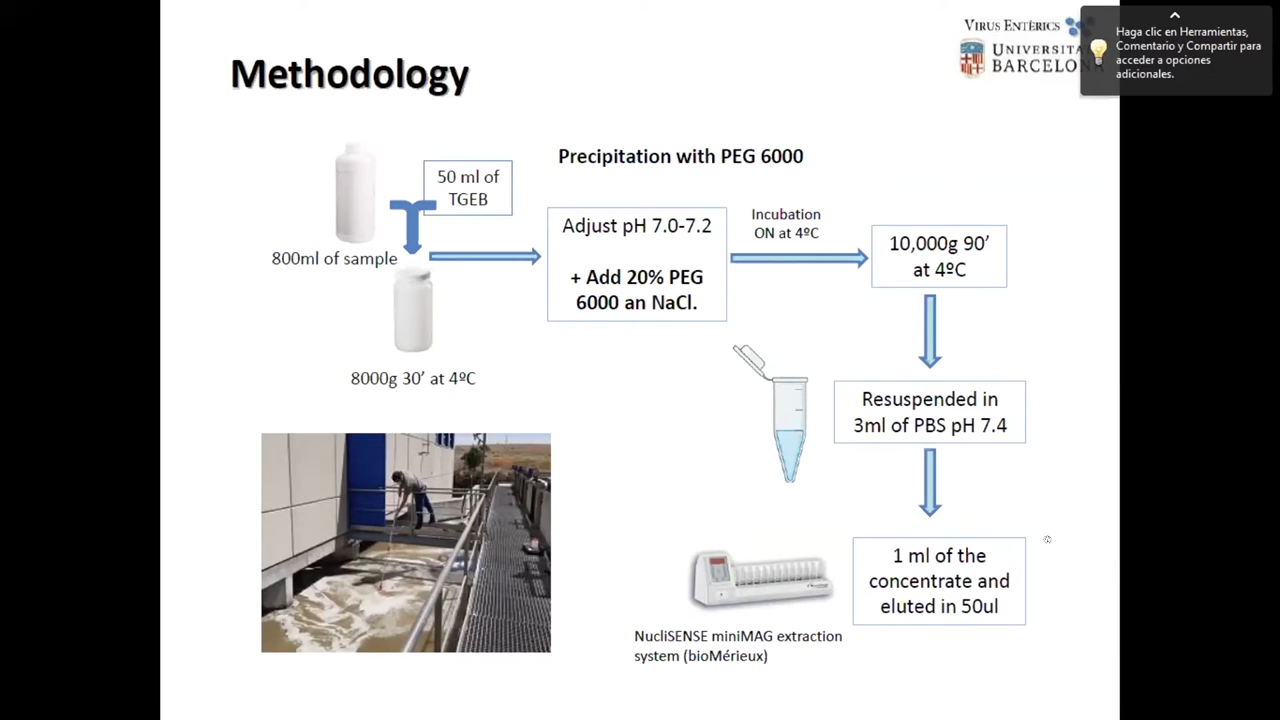 VIRUS ENTÈRICS
UNIVERSITA
BARCELON
Haga clic en Herramientas,
Comentario y Compartir para
acceder a opciones
adicionales.
Methodology
Precipitation with PEG 6000
50 ml of
TGEB
800ml of sample
8000g 30’ at 4ºC
Adjust pH 7.0-7.2
+ Add 20% PEG
6000 an NaCl.
Incubation
ON at 4ºC
10,000g 90’
at 4ºC
Resuspended in
3ml of PBS pH 7.4
1 ml of the
concentrate and
eluted in 50ul
NucliSENSE miniMAG extraction
system (bioMérieux)